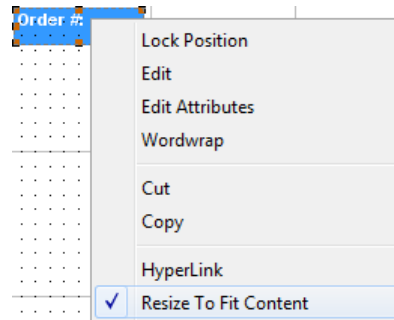 Order #:
Lock Position
Edit
Edit Attributes
Wordwrap
Cut
Copy
HyperLink
Resize To Fit Content